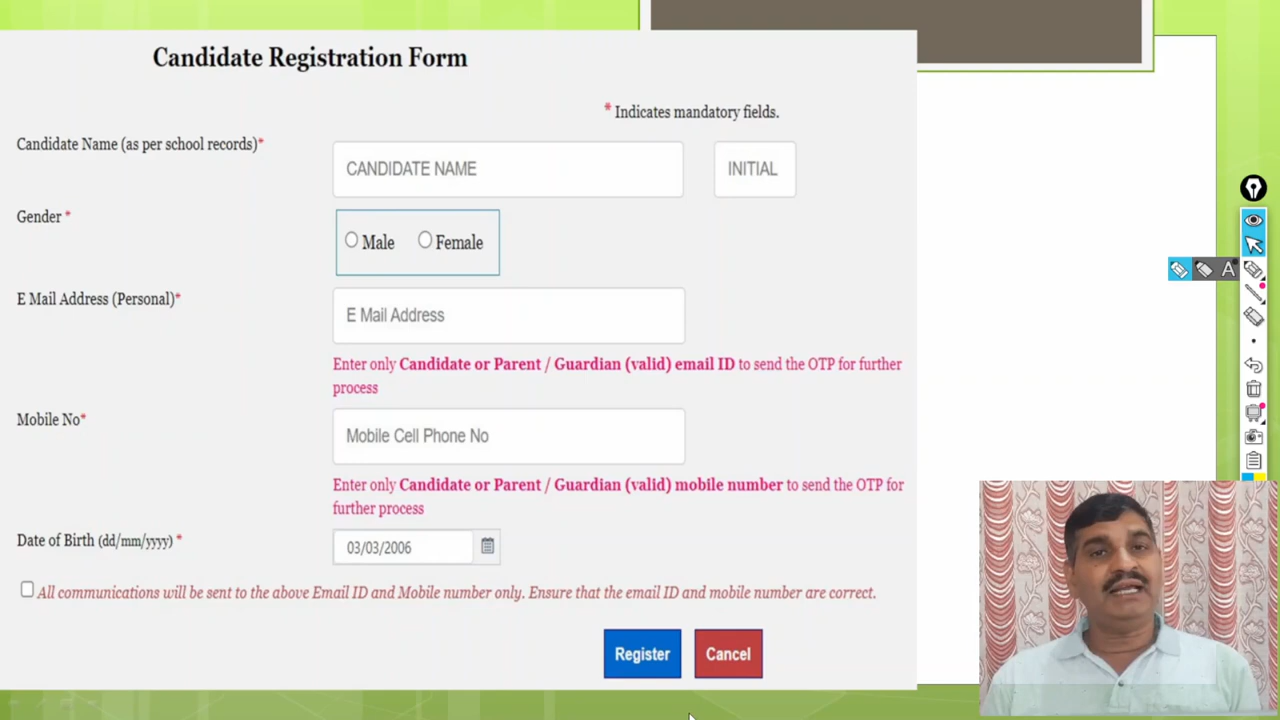 Candidate Registration Form
* Indicates mandatory fields.
Candidate Name (as per school records)*
CANDIDATE NAME
INITIAL
Gender *
Male
Female
E Mail Address (Personal)*
E Mail Address
Enter only Candidate or Parent / Guardian (valid) email ID to send the OTP for further
process
Mobile No*
Mobile Cell Phone No
Enter only Candidate or Parent / Guardian (valid) mobile number to send the OTP for
further process
Date of Birth (dd/mm/yyyy) *
03/03/2006
All communications will be sent to the above Email ID and Mobile number only. Ensure that the email ID and mobile number are correct.
Register
Cancel
A